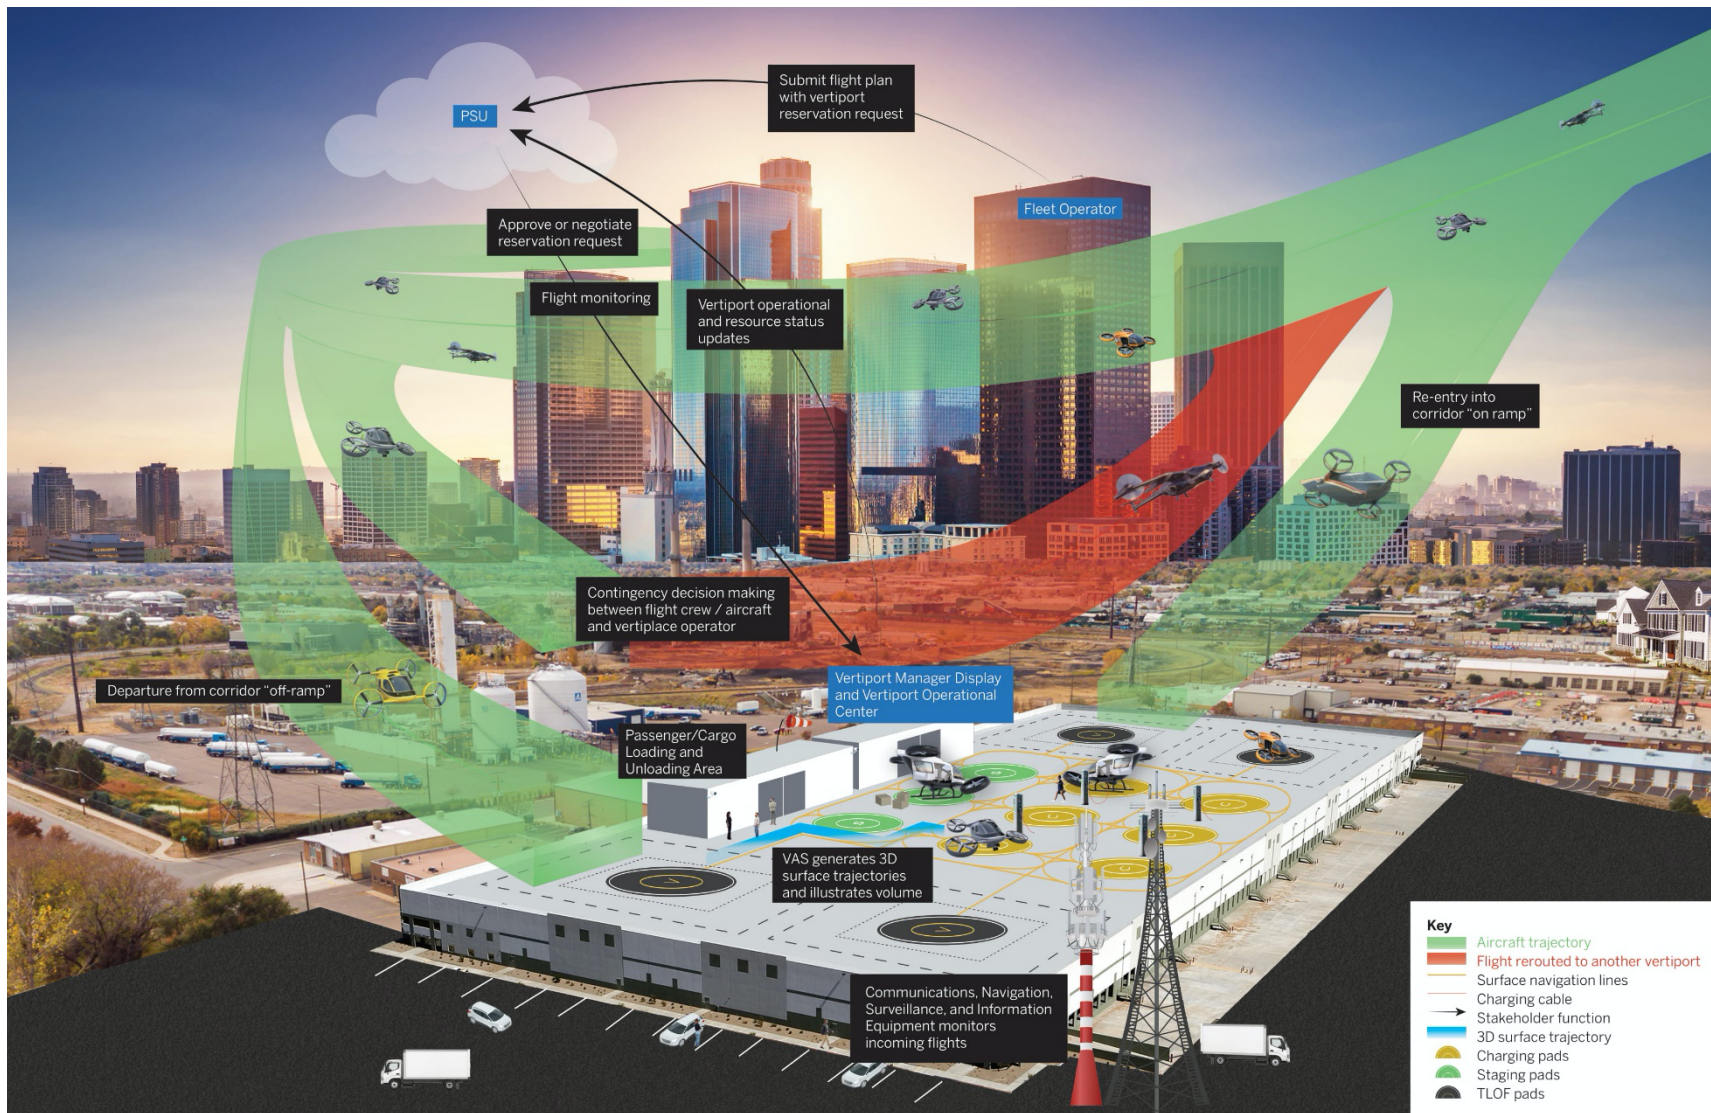 Submit flight plan
with vertiport
reservation request
PSU
Fleet Operator
Approve or negotiate
reservation request
Flight monitoring
Vertiport operational
and resource status
updates
Re-entry into
corridor “on ramp”
Contingency decision making
between flight crew / aircraft
and vertiplace operator
Departure from corridor “off-ramp”
Vertiport Manager Display
and Vertiport Operational
Center
Passenger/Cargo
Loading and
Unloading Area
VAS generates 3D
surface trajectories
and illustrates volume
Communications, Navigation,
Surveillance, and Information
Equipment monitors
incoming flights
Key
Aircraft trajectory
Flight rerouted to another vertiport
Surface navigation lines
Charging cable
Stakeholder function
3D surface trajectory
Charging pads
Staging pads
TLOF pads